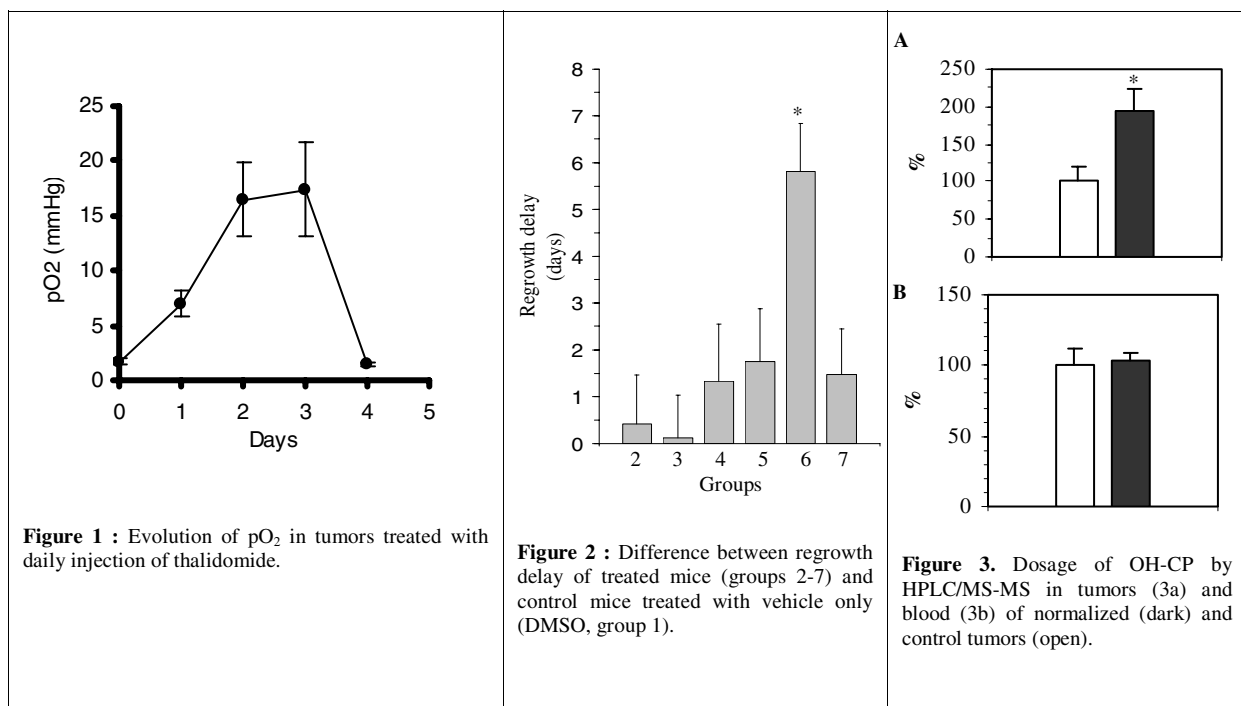 25
20
15
10
5
0
pO2 (mmHg)
0 1 2 3 4 5
Days
Figure 1 : Evolution of pO2 in tumors treated with
daily injection of thalidomide.
8
7
6
5
4
3
2
1
0
Regrowth delay
(days)
*
2 3 4 5 6 7
Groups
Figure 2 : Difference between regrowth
delay of treated mice (groups 2-7) and
control mice treated with vehicle only
(DMSO, group 1).
A
250
200
150
100
50
0
%
*
B
150
100
50
0
%
Figure 3. Dosage of OH-CP by
HPLC/MS-MS in tumors (3a) and
blood (3b) of normalized (dark) and
control tumors (open).